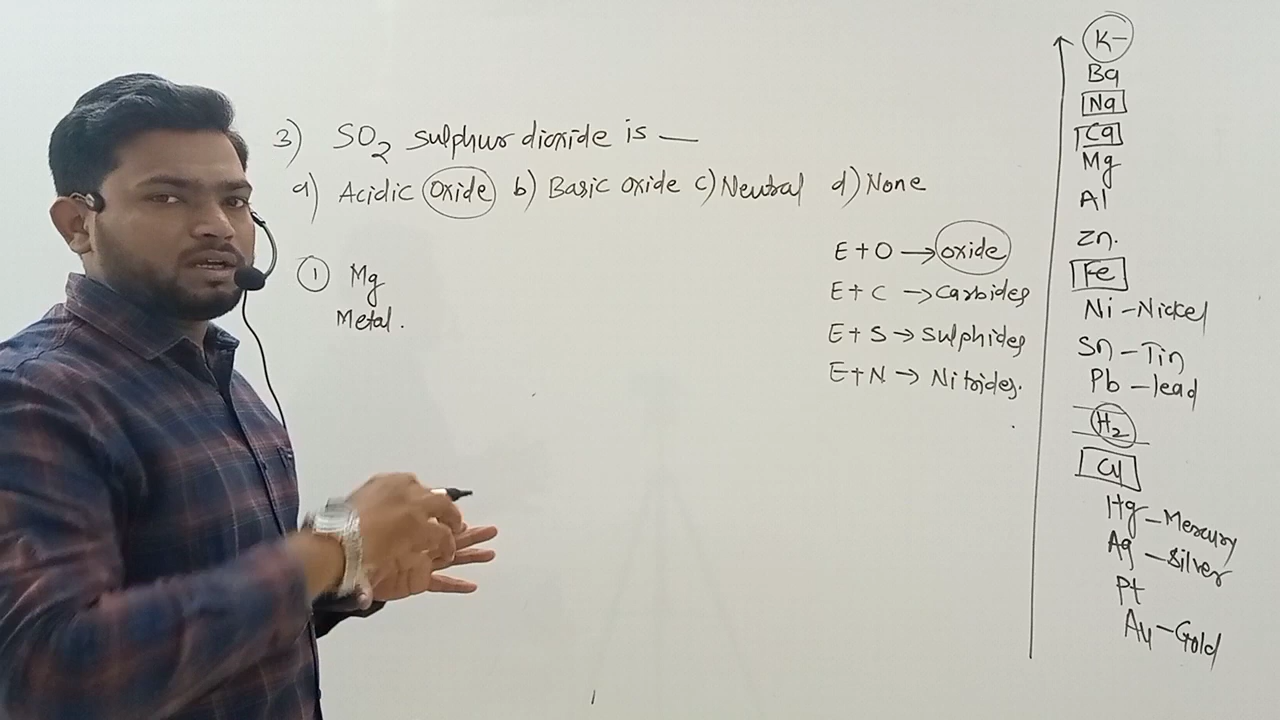 3) SO2 sulphur dioxide is —
a) Acidic Oxide b) Basic Oxide c) Neutral d) None
① Mg
Metal.
E + O → oxide
E + C → Carbides
E + S → Sulphides
E + N → Nitrides.
K
Ba
Na
Ca
Mg
Al
Zn.
Fe
Ni - Nickel
Sn - Tin
Pb - lead
H2
Cu
Hg - Mercury
Ag - Silver
Pt
Au - Gold